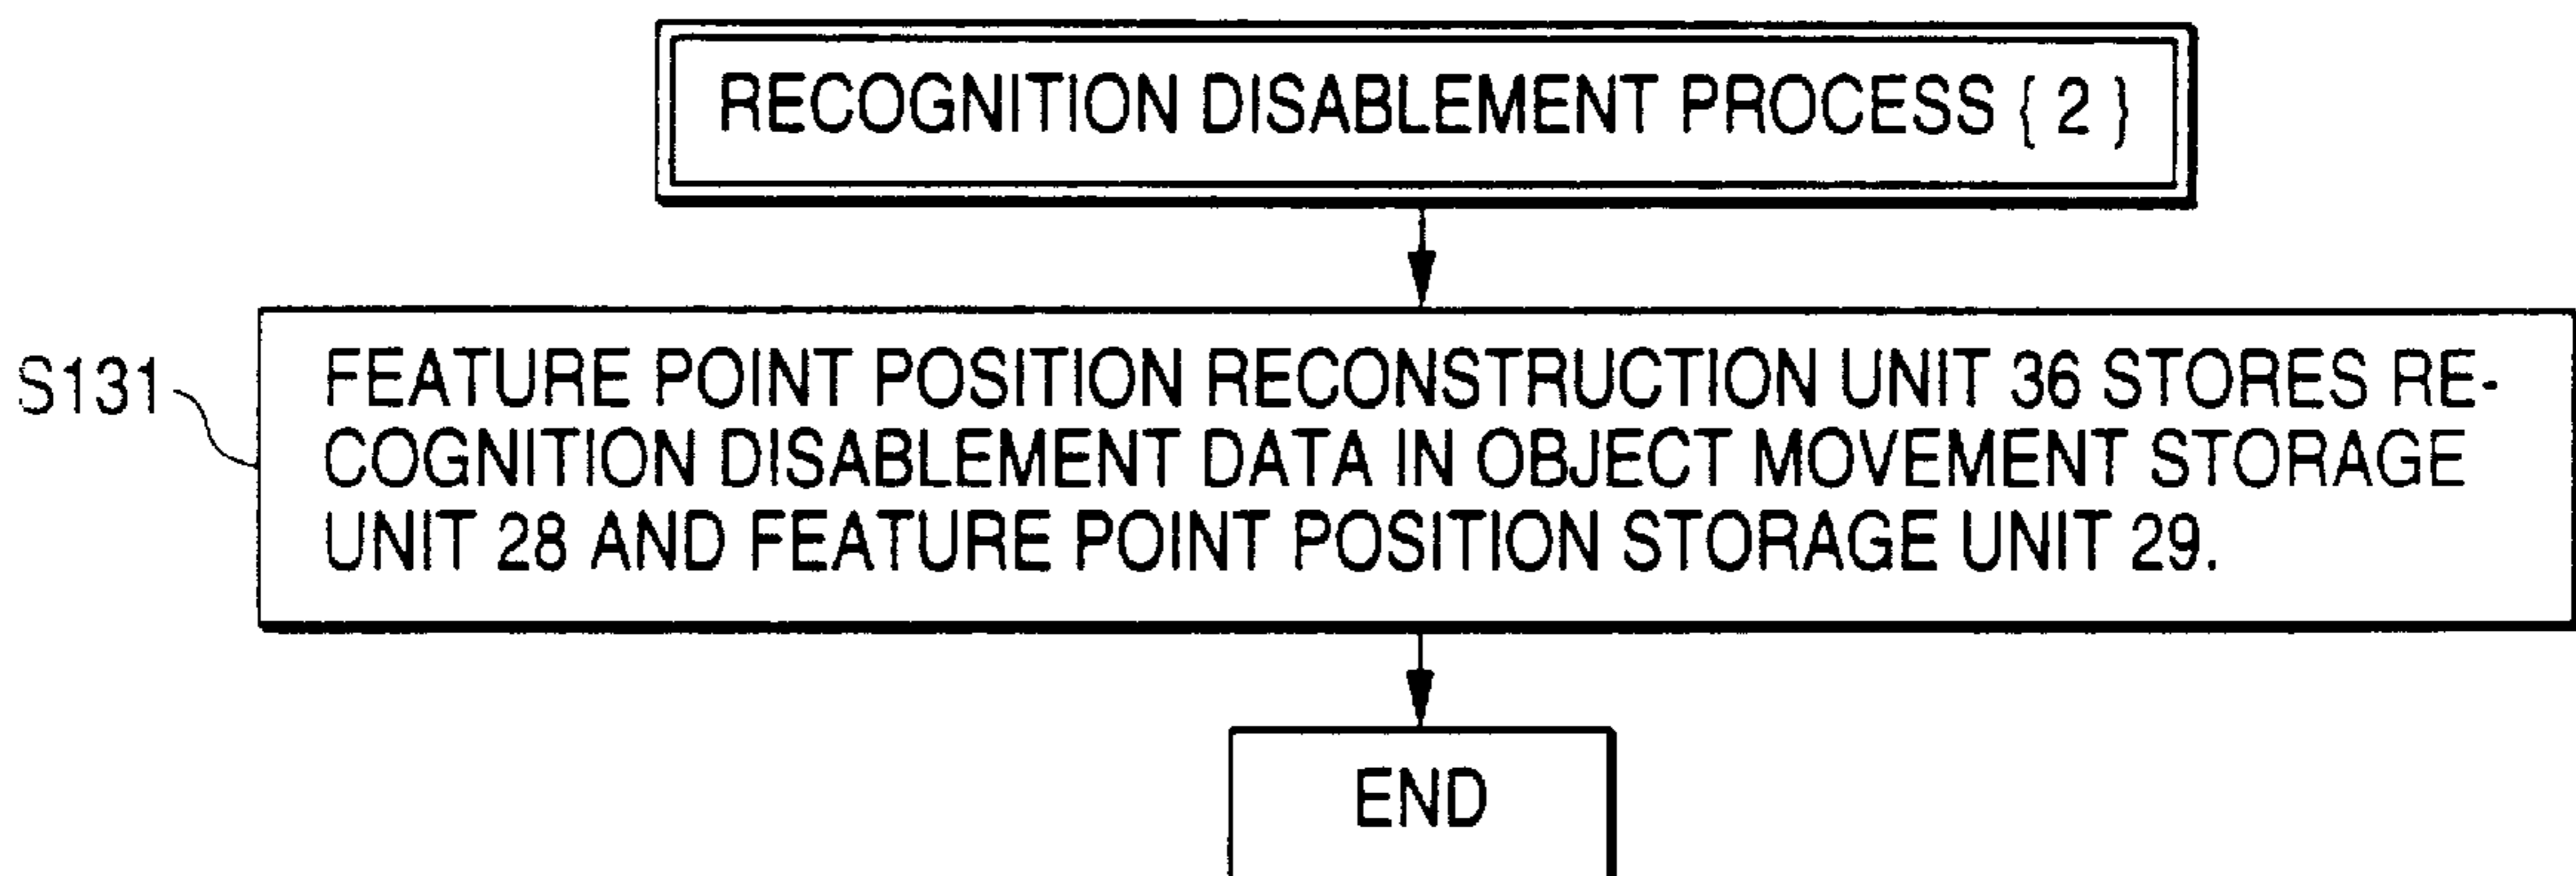 RECOGNITION DISABLEMENT PROCESS { 2 }
S131
FEATURE POINT POSITION RECONSTRUCTION UNIT 36 STORES RE-
COGNITION DISABLEMENT DATA IN OBJECT MOVEMENT STORAGE
UNIT 28 AND FEATURE POINT POSITION STORAGE UNIT 29.
END